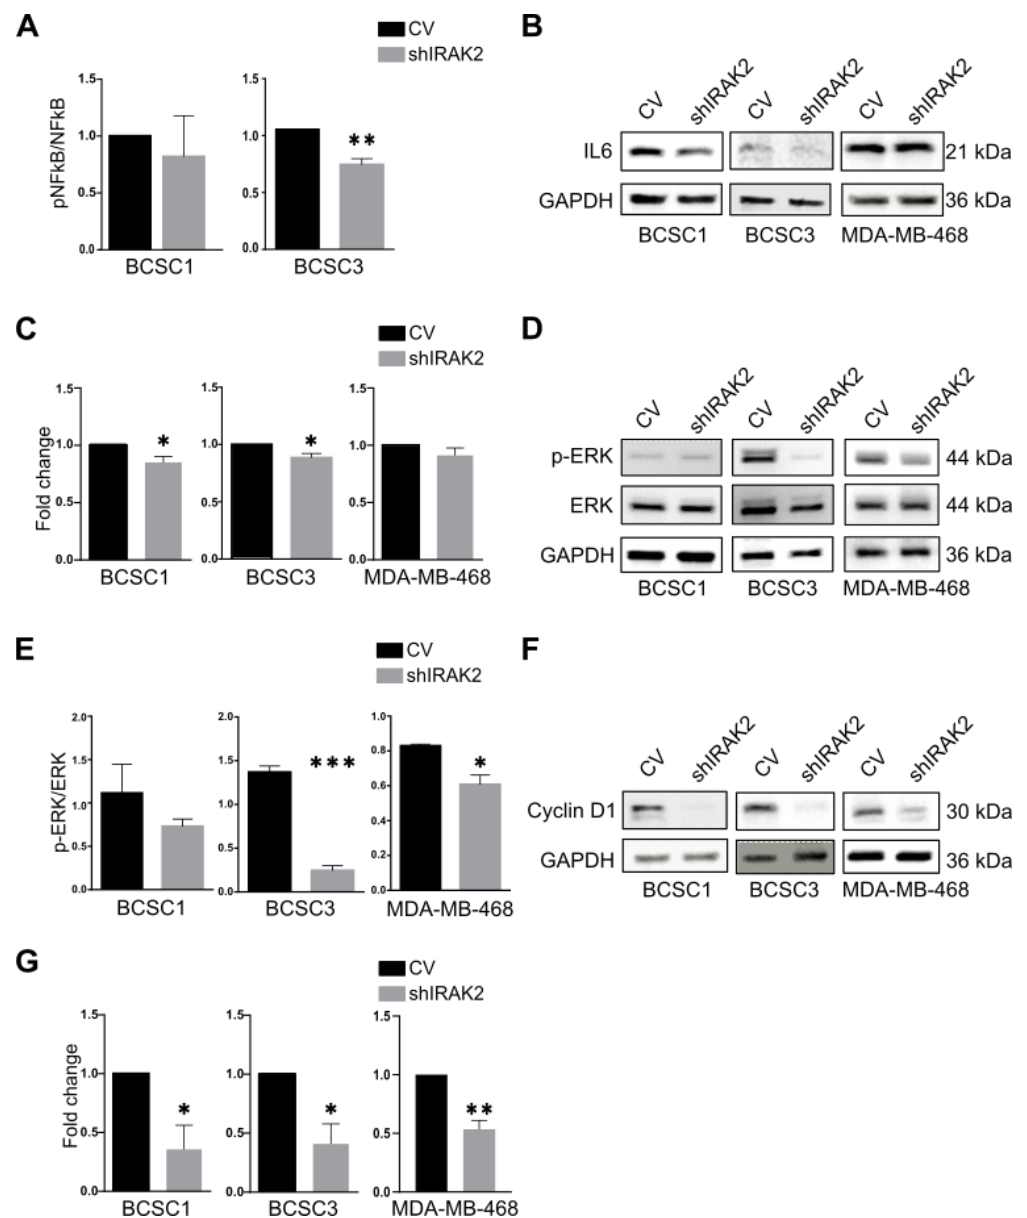 A
CV
shIRAK2
pNFkB/NFkB
1.5
1.0
0.5
0.0
BCSC1
1.5
1.0
0.5
0.0
**
BCSC3
B
CV
shIRAK2
CV
shIRAK2
CV
shIRAK2
IL6
21 kDa
GAPDH
36 kDa
BCSC1
BCSC3
MDA-MB-468
C
CV
shIRAK2
Fold change
1.5
1.0
0.5
0.0
*
BCSC1
1.5
1.0
0.5
0.0
*
BCSC3
1.5
1.0
0.5
0.0
MDA-MB-468
D
CV
shIRAK2
CV
shIRAK2
CV
shIRAK2
p-ERK
44 kDa
ERK
44 kDa
GAPDH
36 kDa
BCSC1
BCSC3
MDA-MB-468
E
CV
shIRAK2
p-ERK/ERK
2.0
1.5
1.0
0.5
0.0
BCSC1
2.0
1.5
1.0
0.5
0.0
***
BCSC3
1.0
0.8
0.6
0.4
0.2
0.0
*
MDA-MB-468
F
CV
shIRAK2
CV
shIRAK2
CV
shIRAK2
Cyclin D1
30 kDa
GAPDH
36 kDa
BCSC1
BCSC3
MDA-MB-468
G
CV
shIRAK2
Fold change
1.5
1.0
0.5
0.0
*
BCSC1
1.5
1.0
0.5
0.0
*
BCSC3
1.5
1.0
0.5
0.0
**
MDA-MB-468